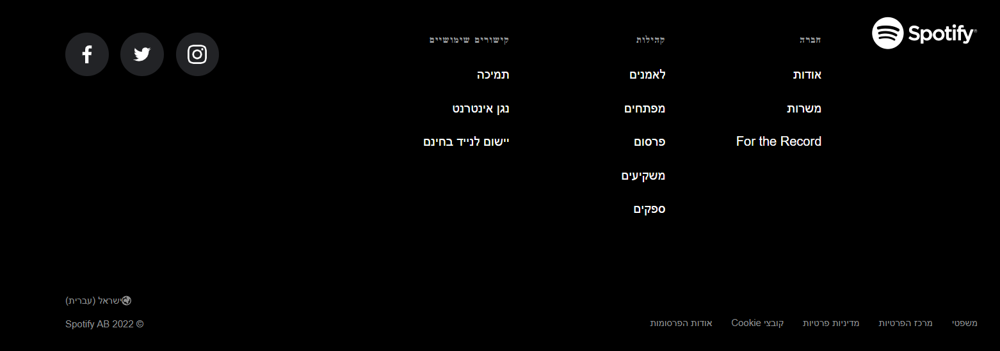 Spotify®
חברה
אודות
משרות
For the Record
קהילות
לאמנים
מפתחים
פרסום
משקיעים
ספקים
קישורים שימושיים
תמיכה
נגן אינטרנט
יישום לנייד בחינם
ישראל (עברית)
משפטי
מרכז הפרטיות
מדיניות פרטיות
קובצי Cookie
אודות הפרסומות
© 2022 Spotify AB